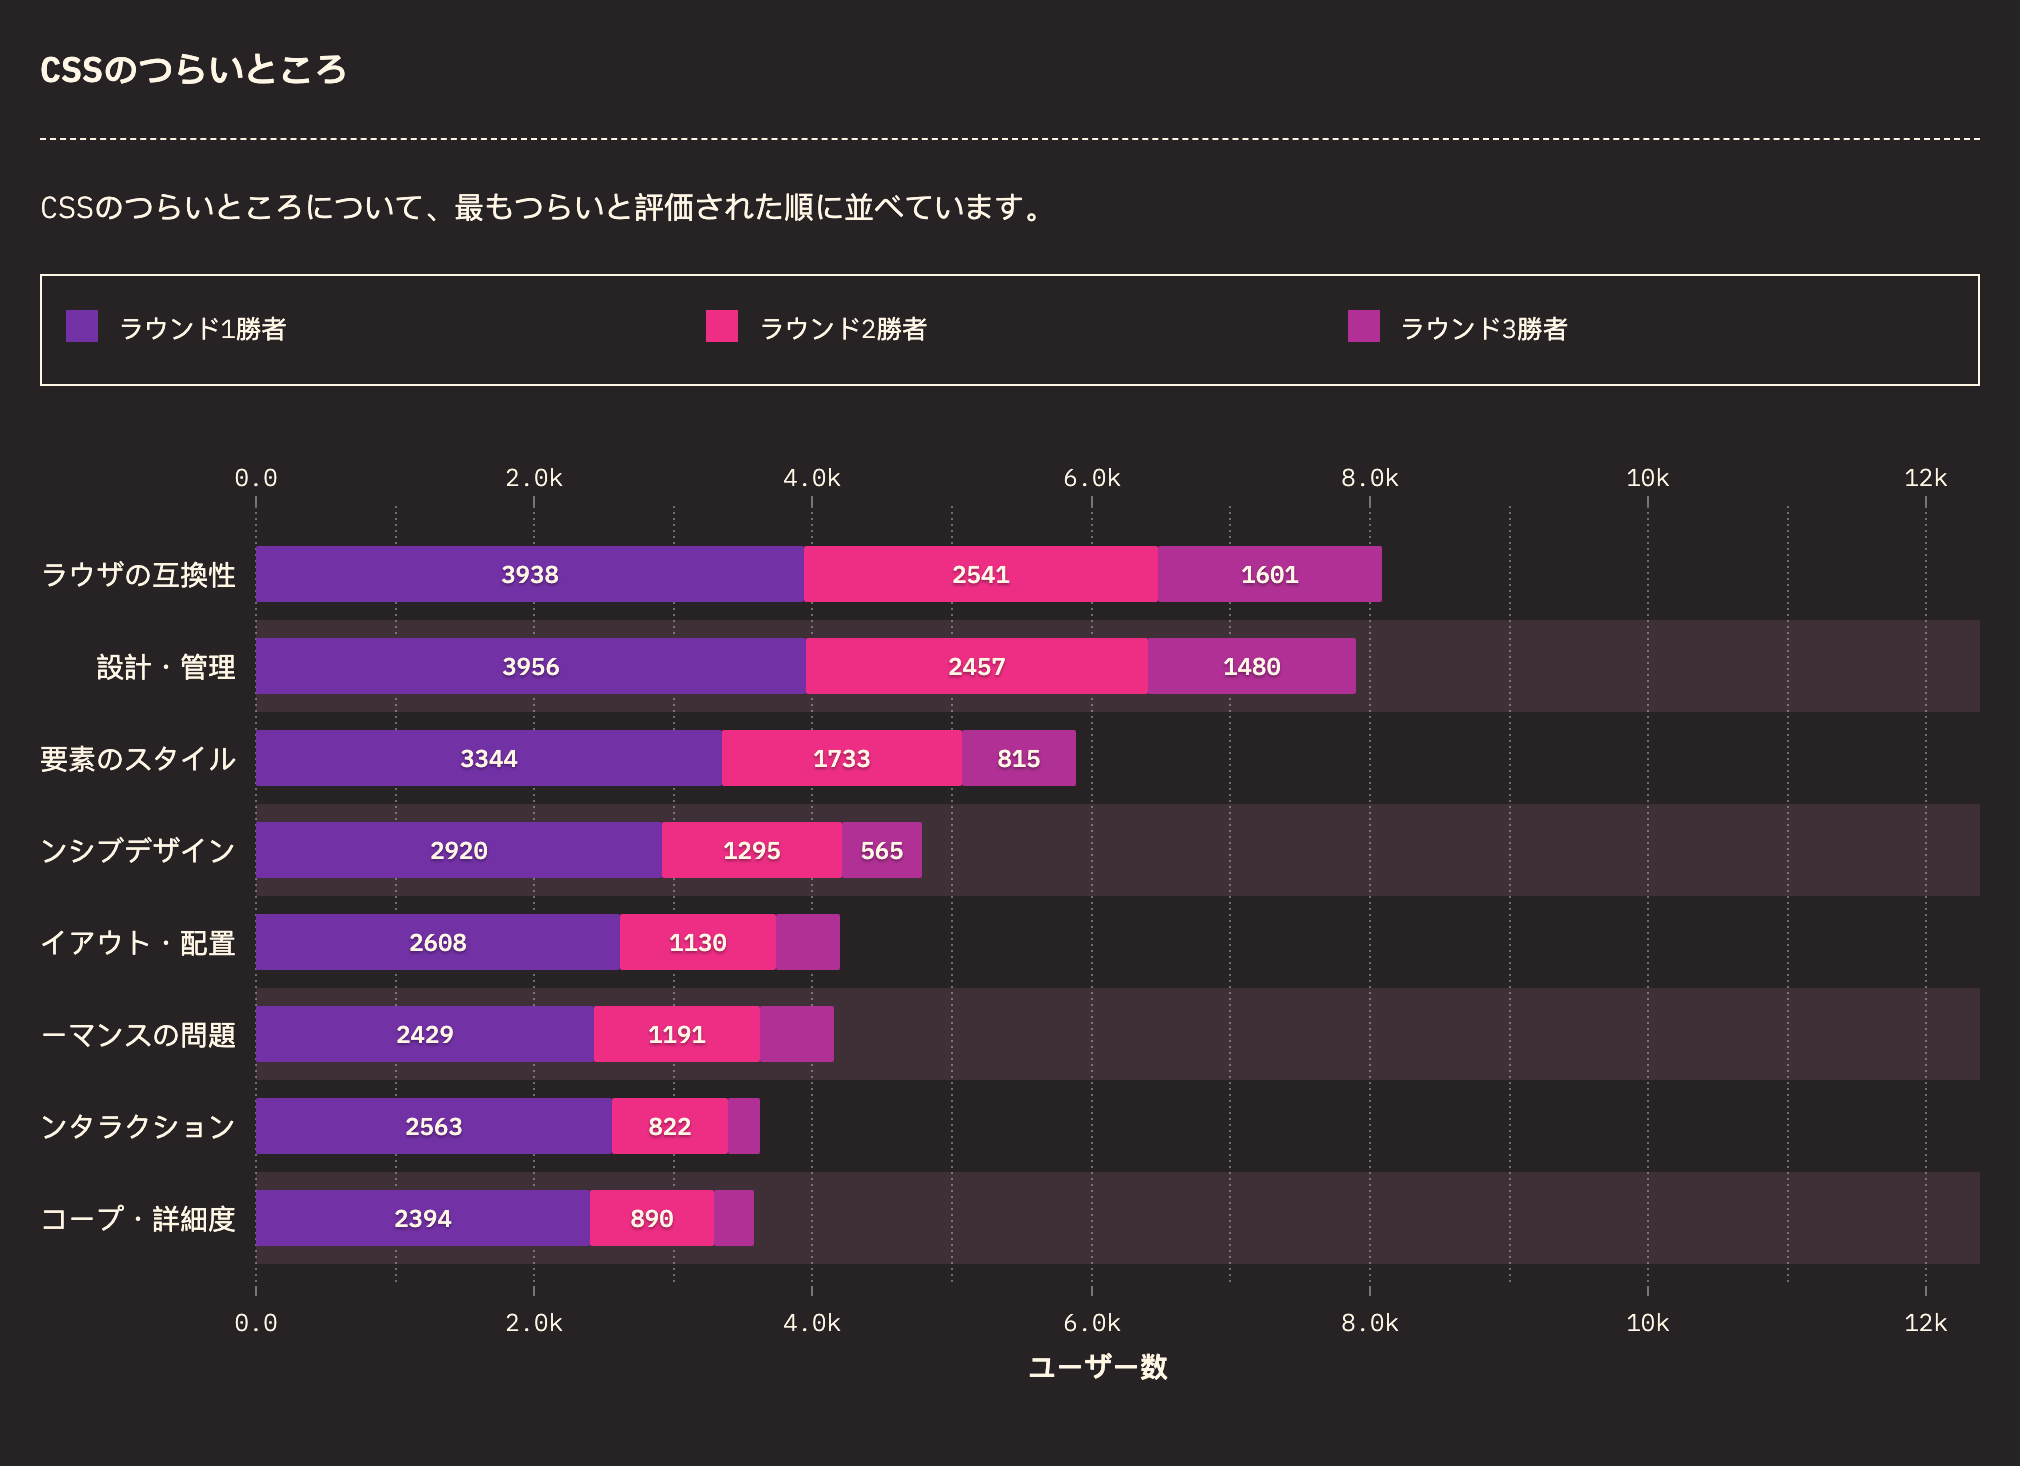 CSSのつらいところ
CSSのつらいところについて、最もつらいと評価された順に並べています。
ラウンド1勝者 ラウンド2勝者 ラウンド3勝者
0.0 2.0k 4.0k 6.0k 8.0k 10k 12k
ラウザの互換性 3938 2541 1601
設計・管理 3956 2457 1480
要素のスタイル 3344 1733 815
ンシブデザイン 2920 1295 565
イアウト・配置 2608 1130
ーマンスの問題 2429 1191
ンタラクション 2563 822
コープ・詳細度 2394 890
0.0 2.0k 4.0k 6.0k 8.0k 10k 12k
ユーザー数